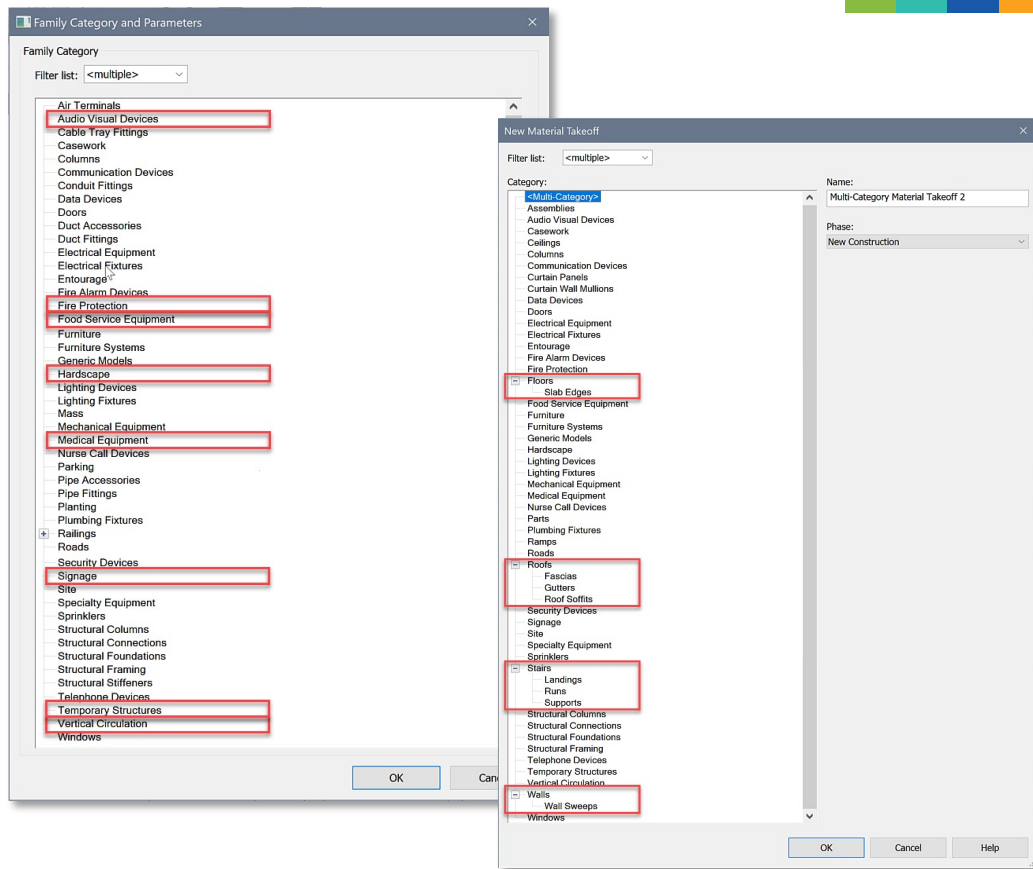 Family Category and Parameters
Family Category
Filter list: <multiple>
Air Terminals
Audio Visual Devices
Cable Tray Fittings
Casework
Columns
Communication Devices
Conduit Fittings
Data Devices
Doors
Duct Accessories
Duct Fittings
Electrical Equipment
Electrical Fixtures
Entourage
Fire Alarm Devices
Fire Protection
Food Service Equipment
Furniture
Furniture Systems
Generic Models
Hardscape
Lighting Devices
Lighting Fixtures
Mass
Mechanical Equipment
Medical Equipment
Nurse Call Devices
Parking
Pipe Accessories
Pipe Fittings
Planting
Plumbing Fixtures
Railings
Roads
Security Devices
Signage
Site
Specialty Equipment
Sprinklers
Structural Columns
Structural Connections
Structural Foundations
Structural Framing
Structural Stiffeners
Telephone Devices
Temporary Structures
Vertical Circulation
Windows
OK
Can
New Material Takeoff
Filter list: <multiple>
Category:
<Multi-Category>
Assemblies
Audio Visual Devices
Casework
Ceilings
Columns
Communication Devices
Curtain Panels
Curtain Wall Mullions
Data Devices
Doors
Electrical Equipment
Electrical Fixtures
Entourage
Fire Alarm Devices
Fire Protection
Floors
Slab Edges
Food Service Equipment
Furniture
Furniture Systems
Generic Models
Hardscape
Lighting Devices
Lighting Fixtures
Mechanical Equipment
Medical Equipment
Nurse Call Devices
Parts
Plumbing Fixtures
Ramps
Roads
Roofs
Fascias
Gutters
Roof Soffits
Security Devices
Signage
Site
Specialty Equipment
Sprinklers
Stairs
Landings
Runs
Supports
Structural Columns
Structural Connections
Structural Foundations
Structural Framing
Telephone Devices
Temporary Structures
Vertical Circulation
Walls
Wall Sweeps
Windows
Name:
Multi-Category Material Takeoff 2
Phase:
New Construction
OK
Cancel
Help